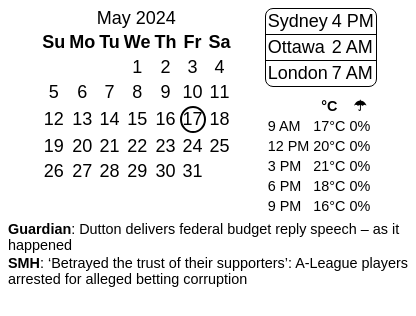 May 2024
Su Mo Tu We Th Fr Sa
1 2 3 4
5 6 7 8 9 10 11
12 13 14 15 16 17 18
19 20 21 22 23 24 25
26 27 28 29 30 31
Sydney 4 PM
Ottawa 2 AM
London 7 AM
°C ☂
9 AM 17°C 0%
12 PM 20°C 0%
3 PM 21°C 0%
6 PM 18°C 0%
9 PM 16°C 0%
Guardian: Dutton delivers federal budget reply speech – as it
happened
SMH: ‘Betrayed the trust of their supporters’: A-League players
arrested for alleged betting corruption